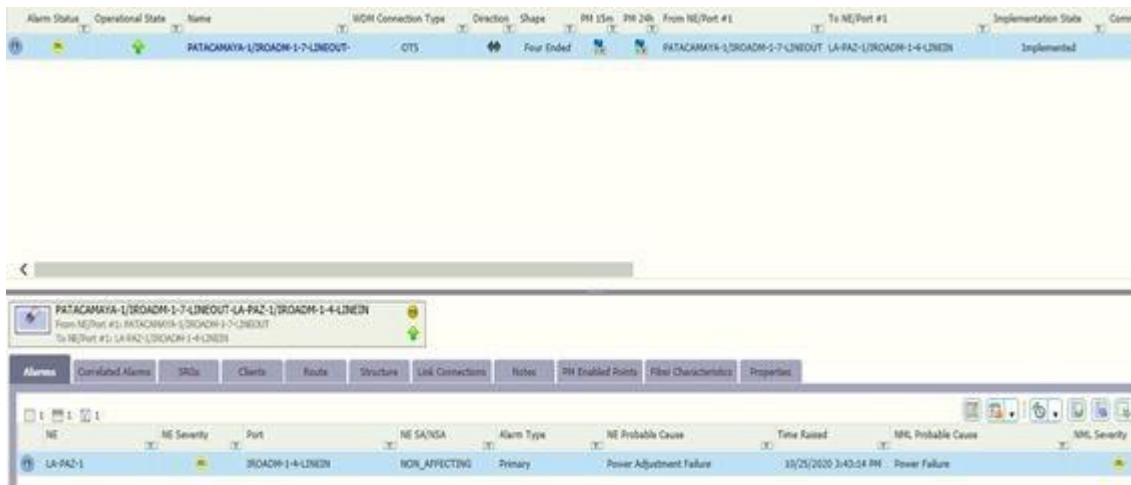 Alarm Status Operational State Name WDM Connection Type Direction Shape PM 15m PM 24h From NE/Port #1 To NE/Port #1 Implementation State
PATACAMAYA-1/IROADM-1-7-LINEOUT- OTS Four Ended PATACAMAYA-1/IROADM-1-7-LINEOUT LA-PAZ-1/IROADM-1-4-LINEIN Implemented
PATACAMAYA-1/IROADM-1-7-LINEOUT-LA-PAZ-1/IROADM-1-4-LINEIN
From NE/Port #1: PATACAMAYA-1/IROADM-1-7-LINEOUT
To NE/Port #1: LA-PAZ-1/IROADM-1-4-LINEIN
Alarms Correlated Alarms SRGs Clients Route Structure Link Connections Notes PM Enabled Points Fiber Characteristics Properties
1 1 1
NE NE Severity Port NE SA/NSA Alarm Type NE Probable Cause Time Raised NML Probable Cause NML Severity
LA-PAZ-1 IROADM-1-4-LINEIN NON_AFFECTING Primary Power Adjustment Failure 10/25/2020 3:43:14 PM Power Failure